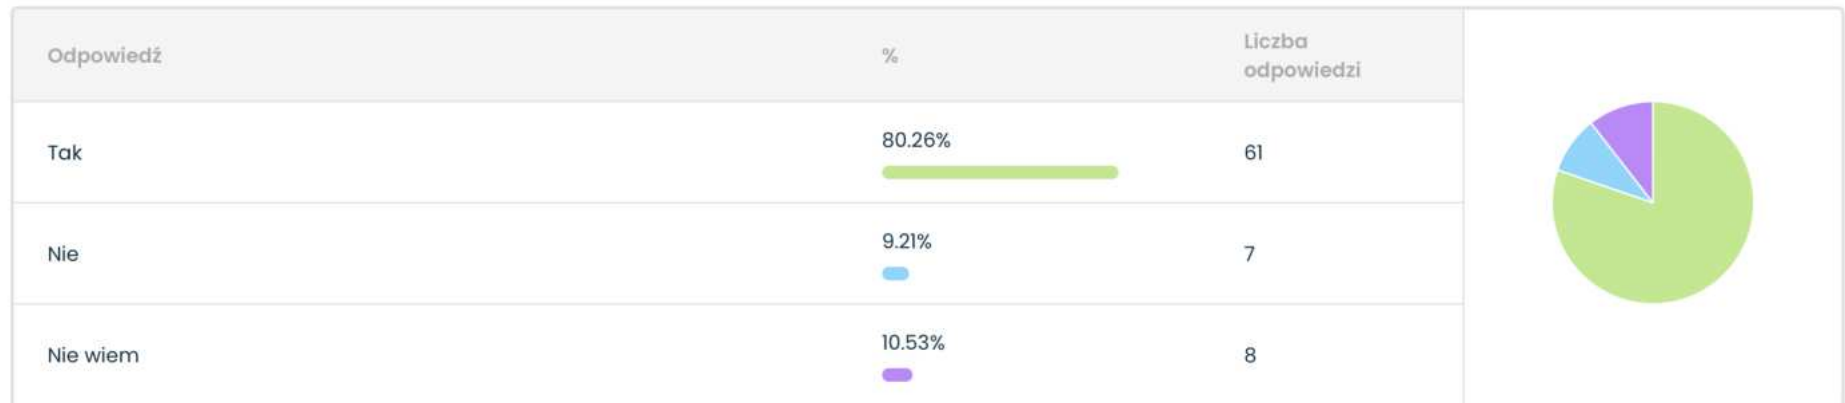 Odpowiedź % Liczba
odpowiedzi
Tak 80.26% 61
Nie 9.21% 7
Nie wiem 10.53% 8